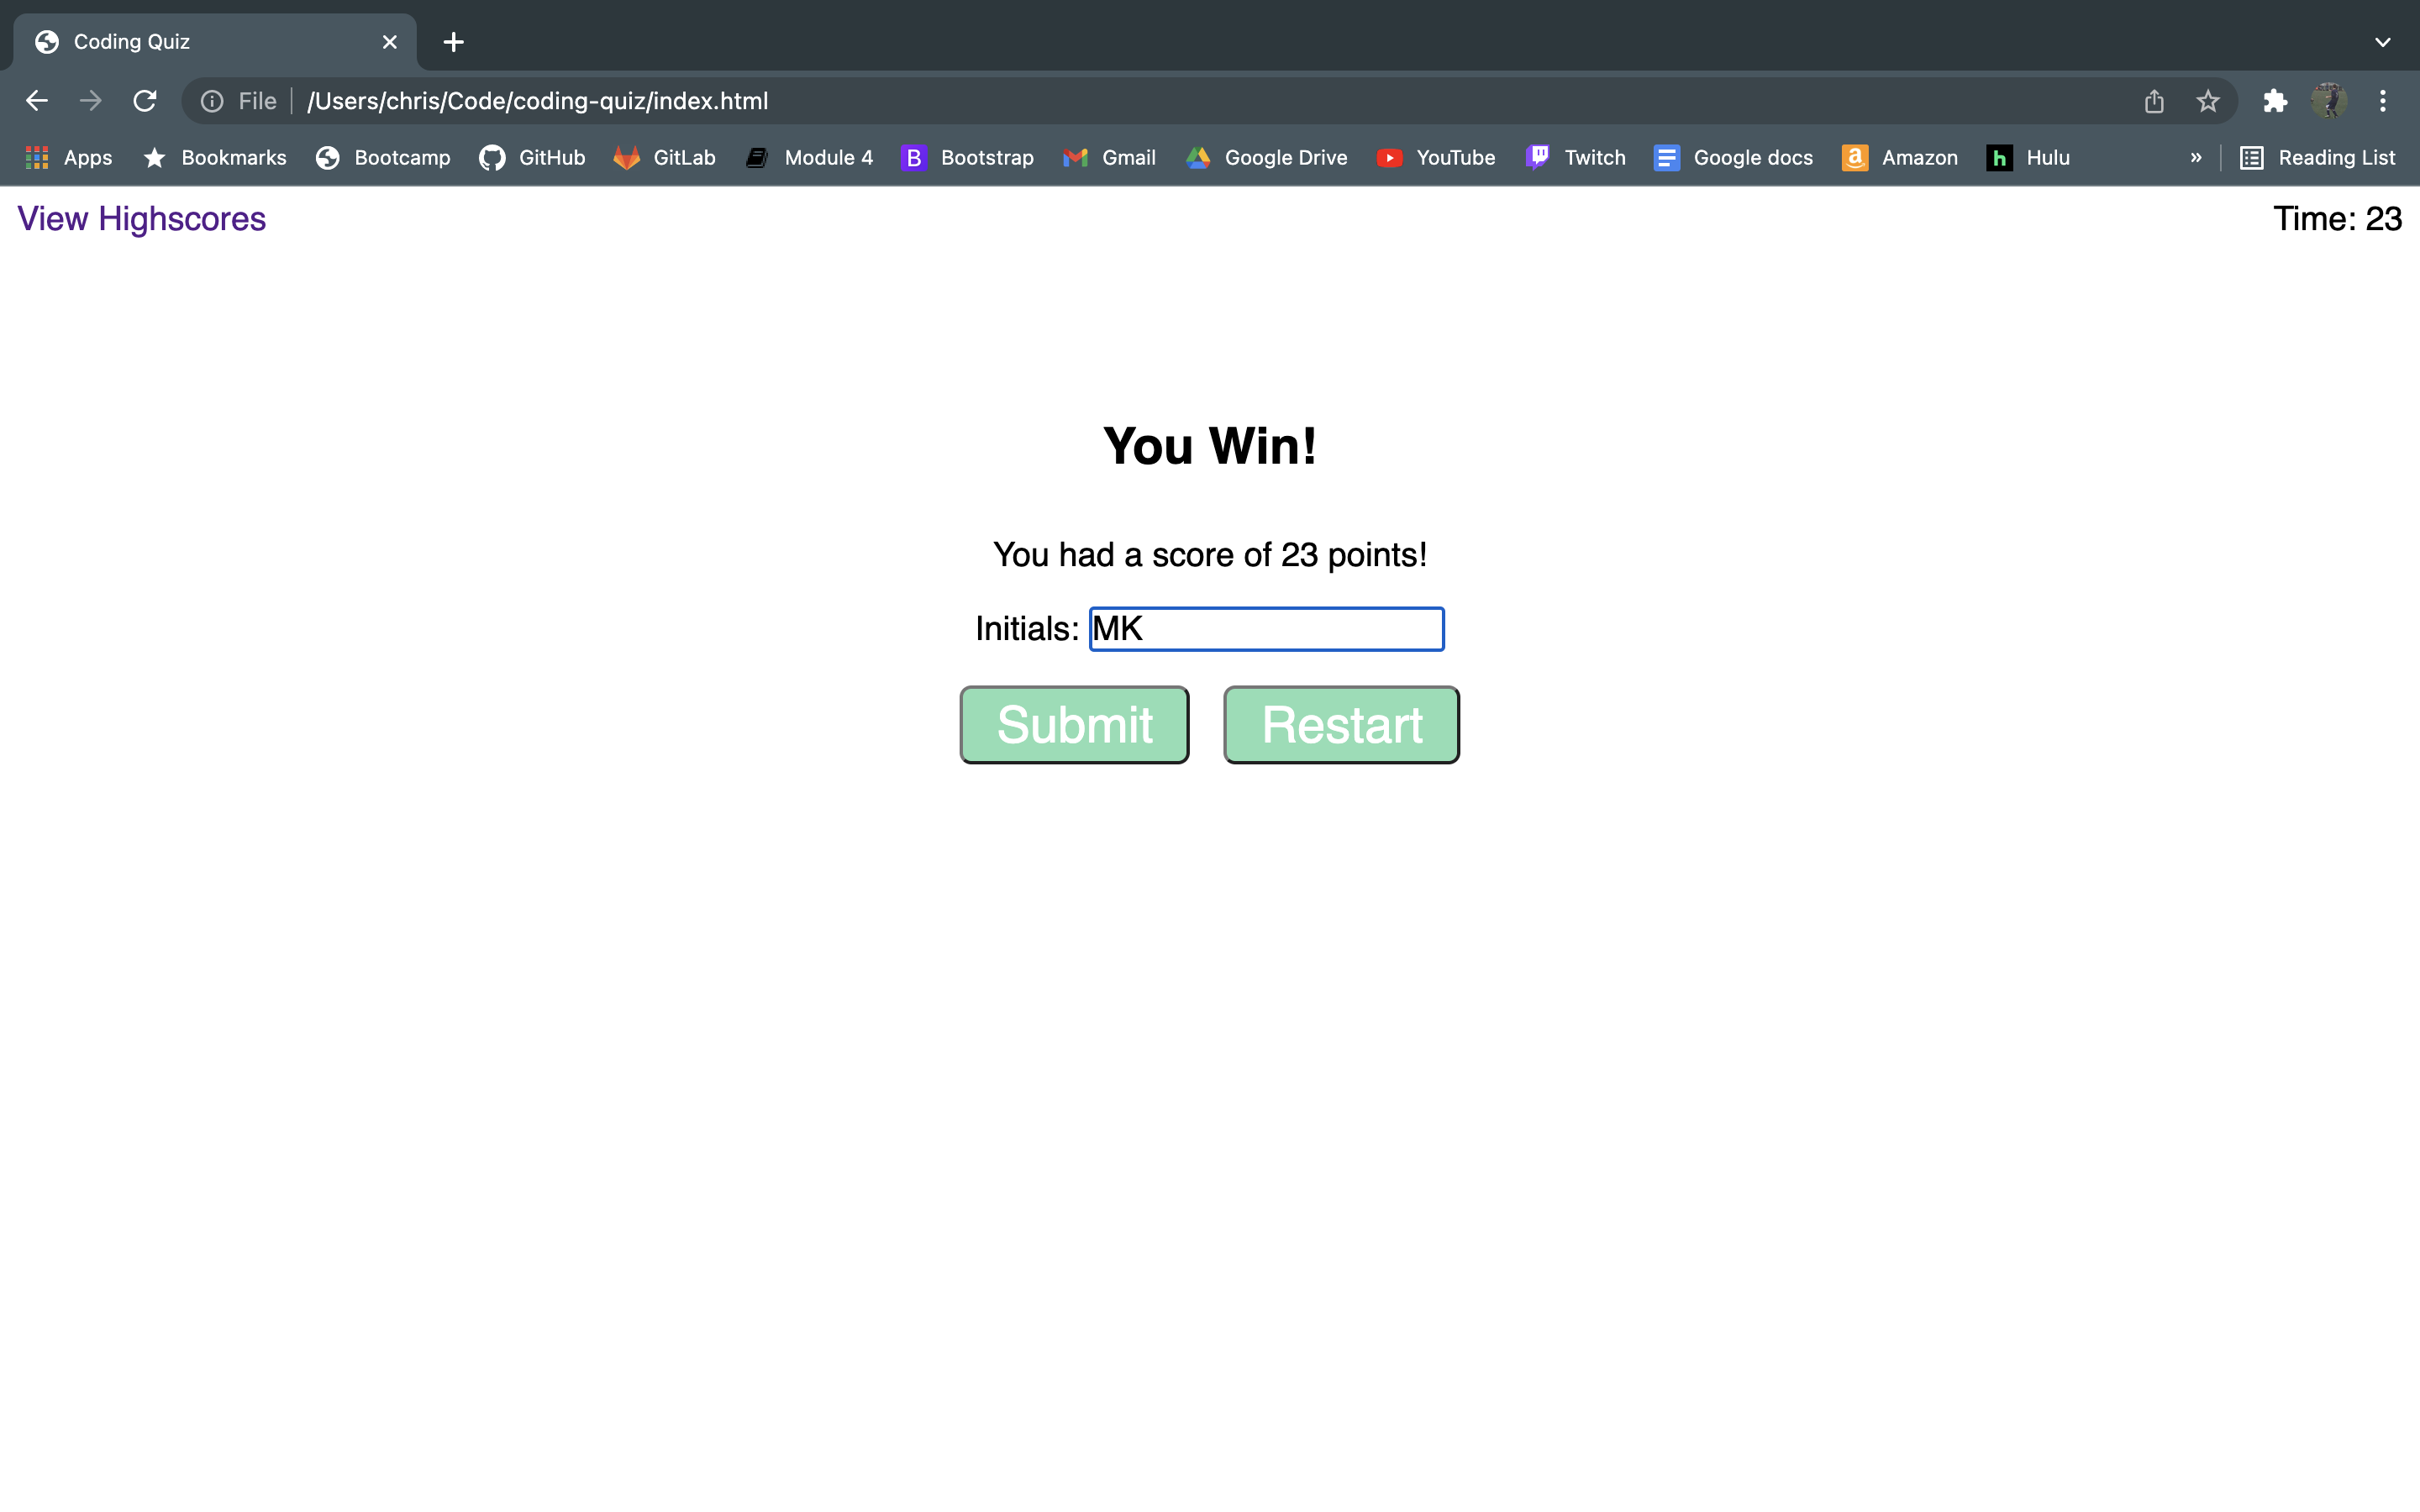 Coding Quiz
File /Users/chris/Code/coding-quiz/index.html
Apps Bookmarks Bootcamp GitHub GitLab Module 4 B Bootstrap Gmail Google Drive YouTube Twitch Google docs a Amazon h Hulu » Reading List
View Highscores Time: 23
You Win!
You had a score of 23 points!
Initials: MK
Submit Restart